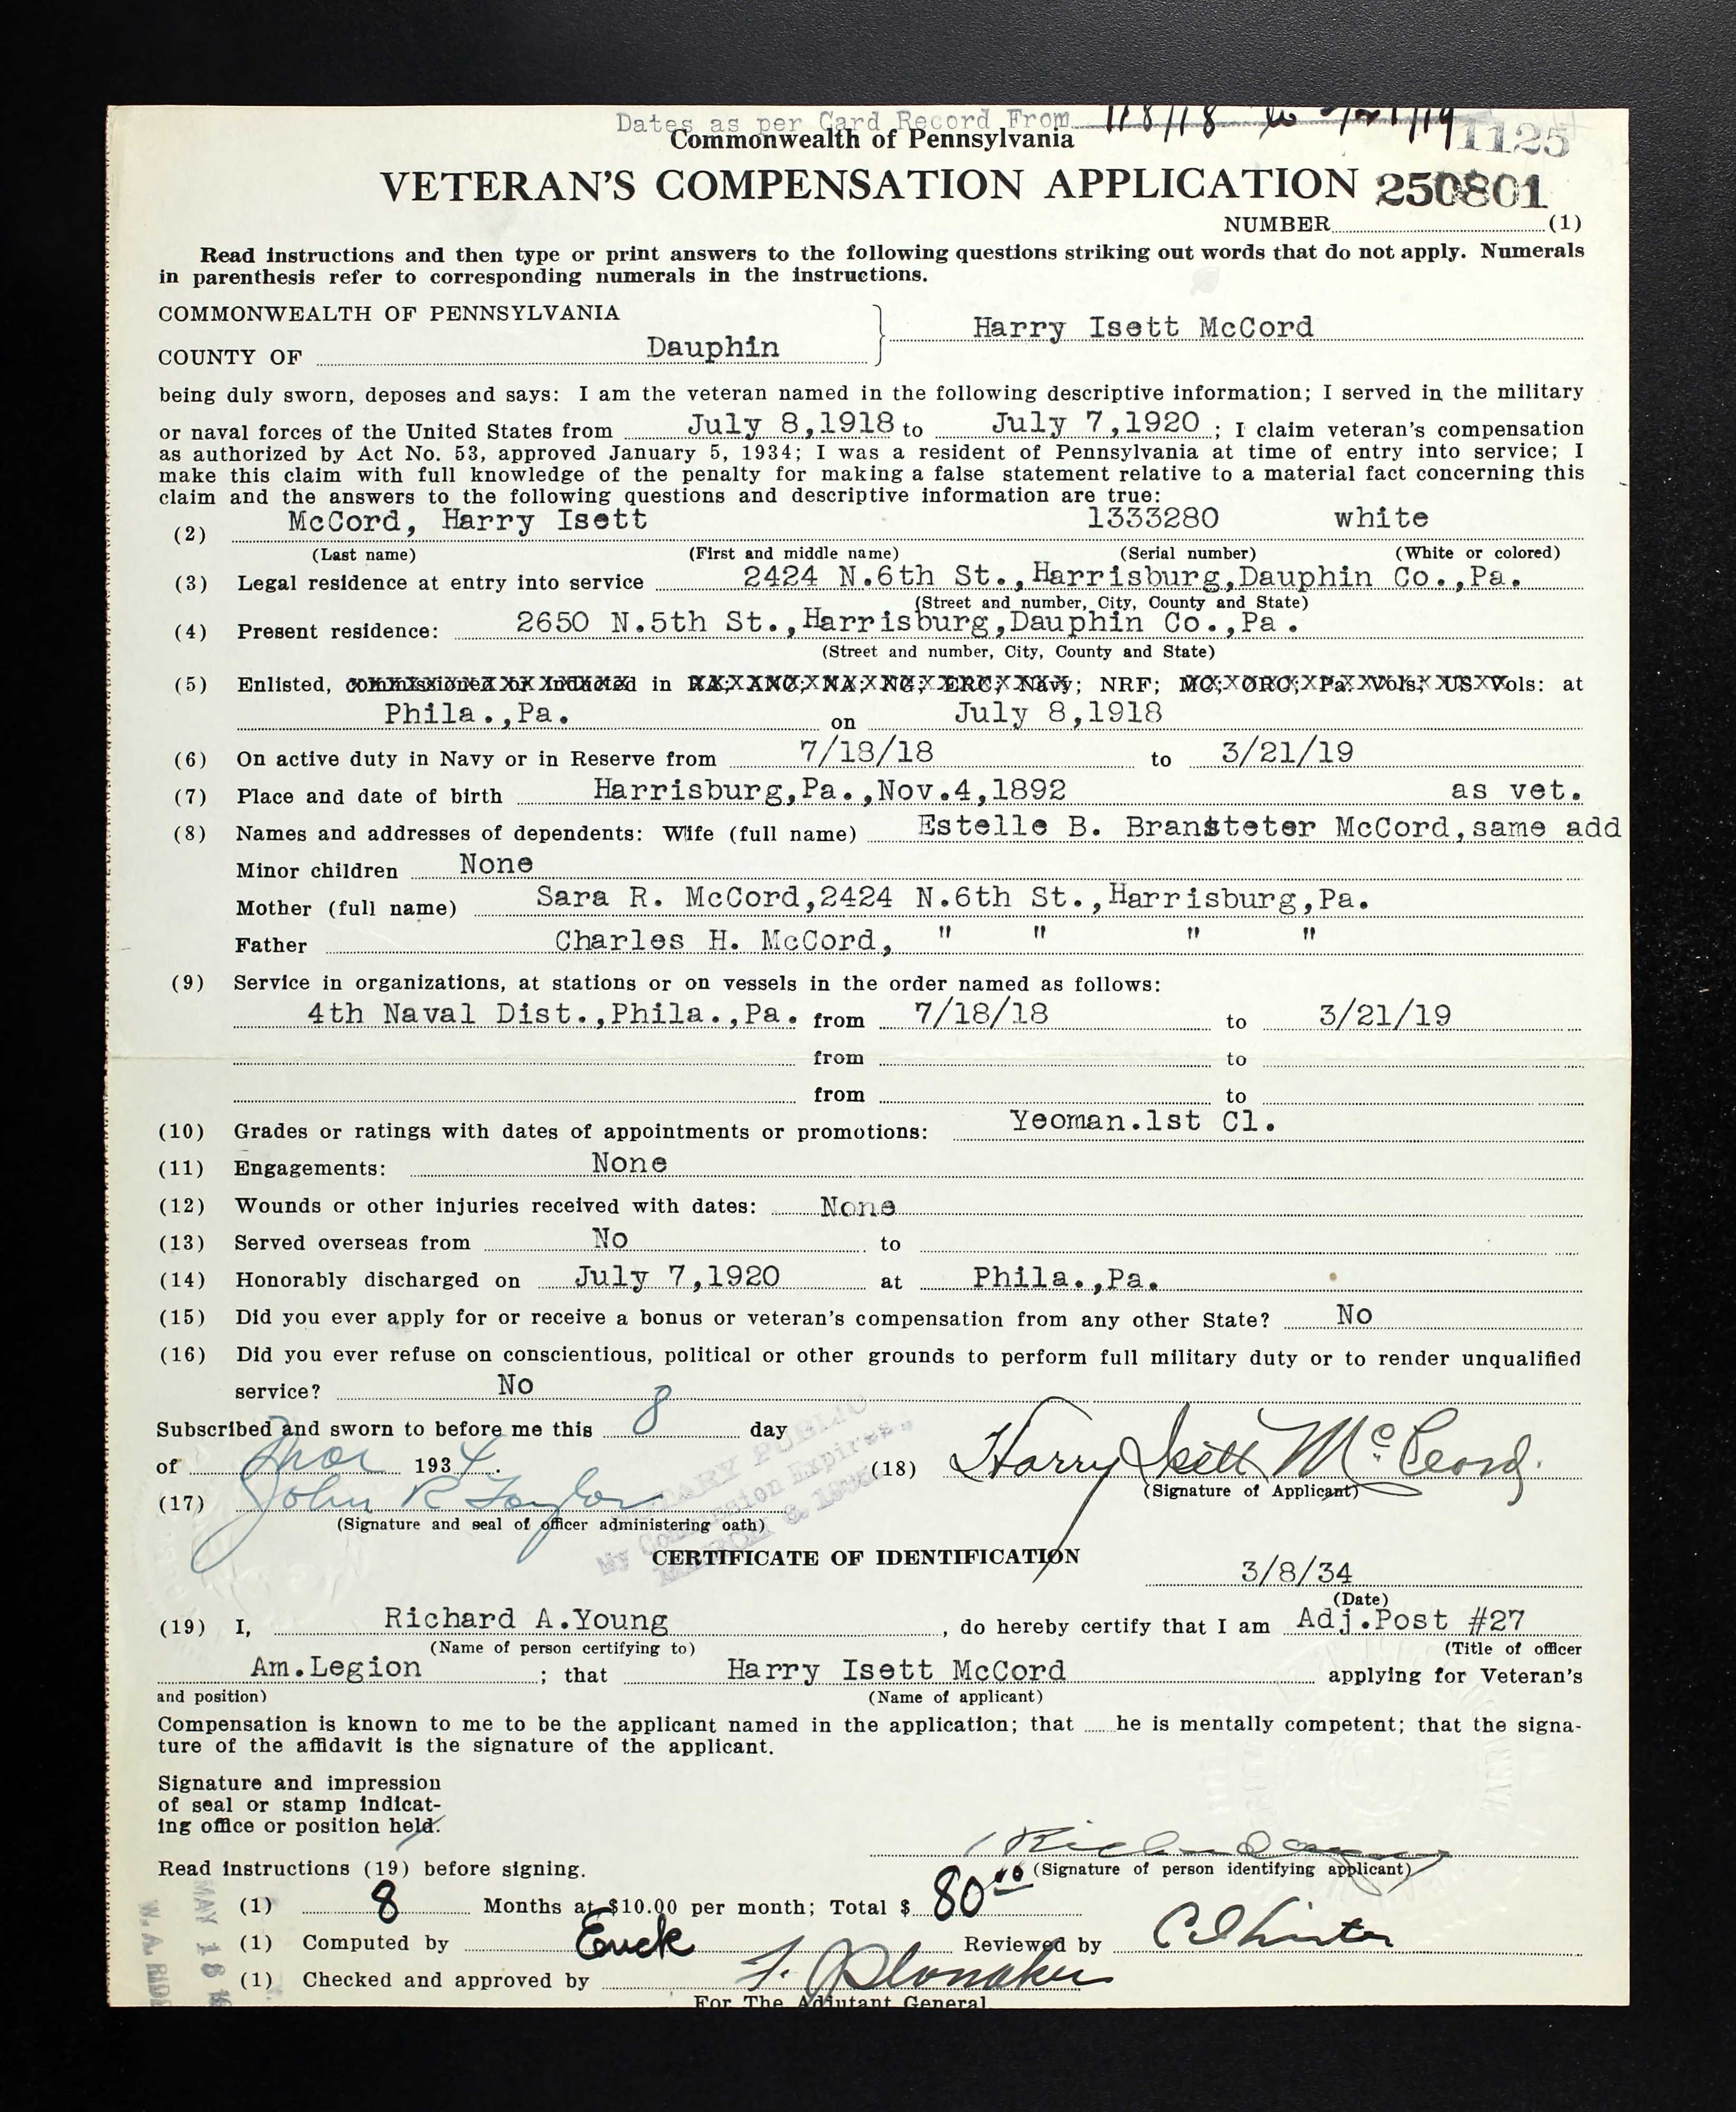 Dates as per Card Record From
1125
Commonwealth of Pennsylvania
VETERAN'S COMPENSATION APPLICATION 250801
NUMBER (1)
Read instructions and then type or print answers to the following questions striking out words that do not apply. Numerals
in parenthesis refer to corresponding numerals in the instructions.
COMMONWEALTH OF PENNSYLVANIA
Harry Isett McCord
COUNTY OF Dauphin
being duly sworn, deposes and says: I am the veteran named in the following descriptive information; I served in the military
or naval forces of the United States from July 8,1918 to July 7,1920 ; I claim veteran's compensation
as authorized by Act No. 53, approved January 5, 1934; I was a resident of Pennsylvania at time of entry into service; I
make this claim with full knowledge of the penalty for making a false statement relative to a material fact concerning this
claim and the answers to the following questions and descriptive information are true:
(2) McCord, Harry Isett 1333280 white
(Last name) (First and middle name) (Serial number) (White or colored)
(3) Legal residence at entry into service 2424 N.6th St.,Harrisburg,Dauphin Co.,Pa.
(Street and number, City, County and State)
(4) Present residence: 2650 N.5th St.,Harrisburg,Dauphin Co.,Pa.
(Street and number, City, County and State)
(5) Enlisted, commissioned or inducted in RA; ANC; NA; NG; ERC; Navy; NRF; MC; ORC; Pa. Vols; US Vols: at
Phila.,Pa. on July 8,1918
(6) On active duty in Navy or in Reserve from 7/18/18 to 3/21/19
(7) Place and date of birth Harrisburg,Pa.,Nov.4,1892 as vet.
(8) Names and addresses of dependents: Wife (full name) Estelle B. Bransteter McCord,same add
Minor children None
Mother (full name) Sara R. McCord,2424 N.6th St.,Harrisburg,Pa.
Father Charles H. McCord, " " " "
(9) Service in organizations, at stations or on vessels in the order named as follows:
4th Naval Dist.,Phila.,Pa. from 7/18/18 to 3/21/19
from to
from to
(10) Grades or ratings with dates of appointments or promotions: Yeoman.1st Cl.
(11) Engagements: None
(12) Wounds or other injuries received with dates: None
(13) Served overseas from No to
(14) Honorably discharged on July 7,1920 at Phila.,Pa.
(15) Did you ever apply for or receive a bonus or veteran's compensation from any other State? No
(16) Did you ever refuse on conscientious, political or other grounds to perform full military duty or to render unqualified
service? No
Subscribed and sworn to before me this 8 day
of Mar 1934.
NOTARY PUBLIC
My Commission Expires
(18) Harry Isett McCord.
(Signature of Applicant)
(17) John R Taylor
(Signature and seal of officer administering oath)
CERTIFICATE OF IDENTIFICATION
3/8/34
(Date)
(19) I, Richard A.Young , do hereby certify that I am Adj.Post #27
(Name of person certifying to) (Title of officer
Am.Legion ; that Harry Isett McCord applying for Veteran's
and position) (Name of applicant)
Compensation is known to me to be the applicant named in the application; that he is mentally competent; that the signa-
ture of the affidavit is the signature of the applicant.
Signature and impression
of seal or stamp indicat-
ing office or position held.
Richard A Young
Read instructions (19) before signing. (Signature of person identifying applicant)
(1) 8 Months at $10.00 per month; Total $ 80.00
(1) Computed by Reviewed by
(1) Checked and approved by
For The Adjutant General
MAY 18
W. A. RIDE